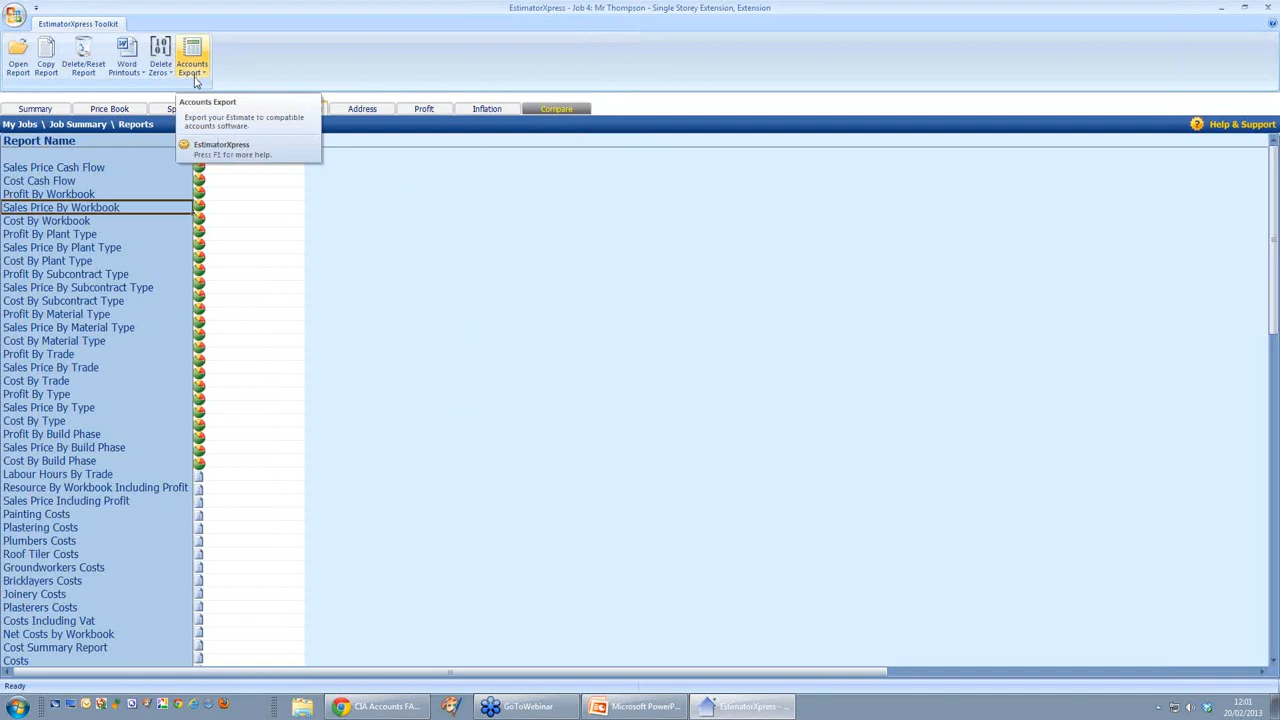 EstimatorXpress - Job 4: Mr Thompson - Single Storey Extension, Extension
EstimatorXpress Toolkit
Open Report
Copy Report
Delete/Reset Report
Word Printouts
Delete Zeros
Accounts Export
Summary
Price Book
Address
Profit
Inflation
Compare
Accounts Export
Export your Estimate to compatible
accounts software.
EstimatorXpress
Press F1 for more help.
My Jobs \ Job Summary \ Reports
Help & Support
Report Name
Sales Price Cash Flow
Cost Cash Flow
Profit By Workbook
Sales Price By Workbook
Cost By Workbook
Profit By Plant Type
Sales Price By Plant Type
Cost By Plant Type
Profit By Subcontract Type
Sales Price By Subcontract Type
Cost By Subcontract Type
Profit By Material Type
Sales Price By Material Type
Cost By Material Type
Profit By Trade
Sales Price By Trade
Cost By Trade
Profit By Type
Sales Price By Type
Cost By Type
Profit By Build Phase
Sales Price By Build Phase
Cost By Build Phase
Labour Hours By Trade
Resource By Workbook Including Profit
Sales Price Including Profit
Painting Costs
Plastering Costs
Plumbers Costs
Roof Tiler Costs
Groundworkers Costs
Bricklayers Costs
Joinery Costs
Plasterers Costs
Costs Including Vat
Net Costs by Workbook
Cost Summary Report
Costs
Ready
CIA Accounts FA...
GoToWebinar
Microsoft PowerP...
EstimatorXpress - ...
12:01
20/02/2013